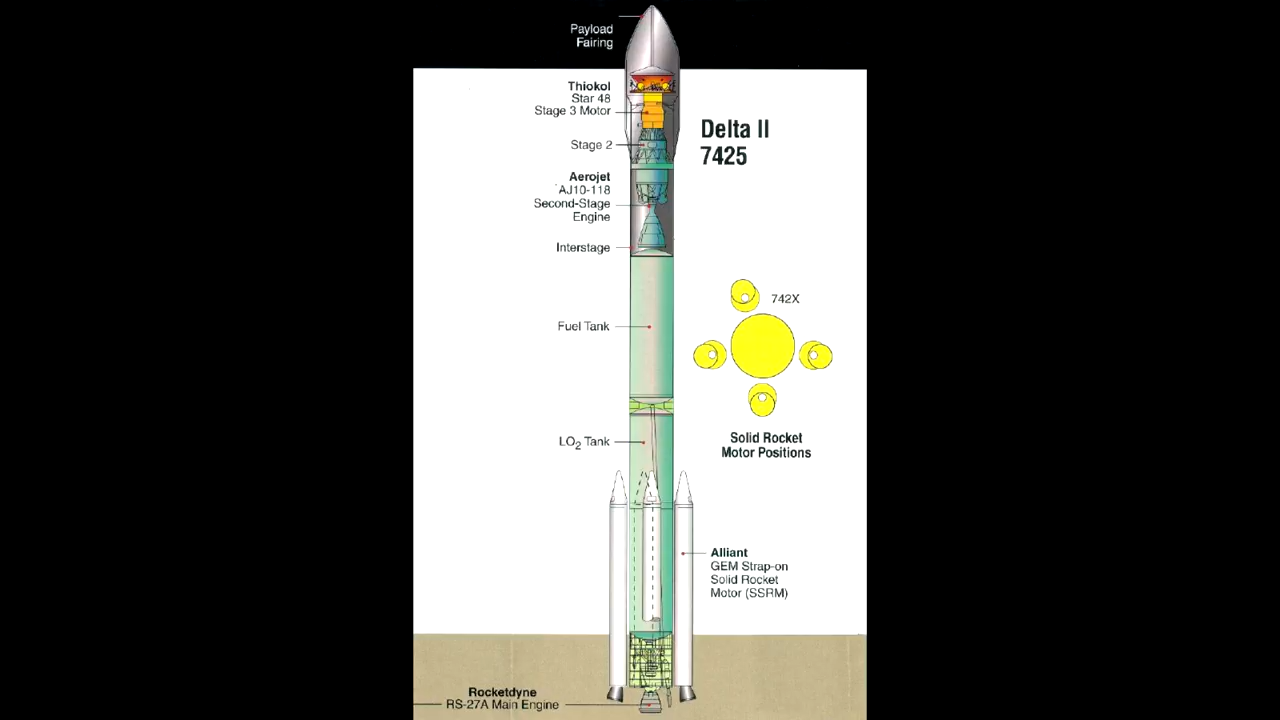 Payload
Fairing
Thiokol
Star 48
Stage 3 Motor
Delta II
7425
Stage 2
Aerojet
AJ10-118
Second-Stage
Engine
Interstage
742X
Fuel Tank
Solid Rocket
Motor Positions
LO2 Tank
Alliant
GEM Strap-on
Solid Rocket
Motor (SSRM)
Rocketdyne
RS-27A Main Engine